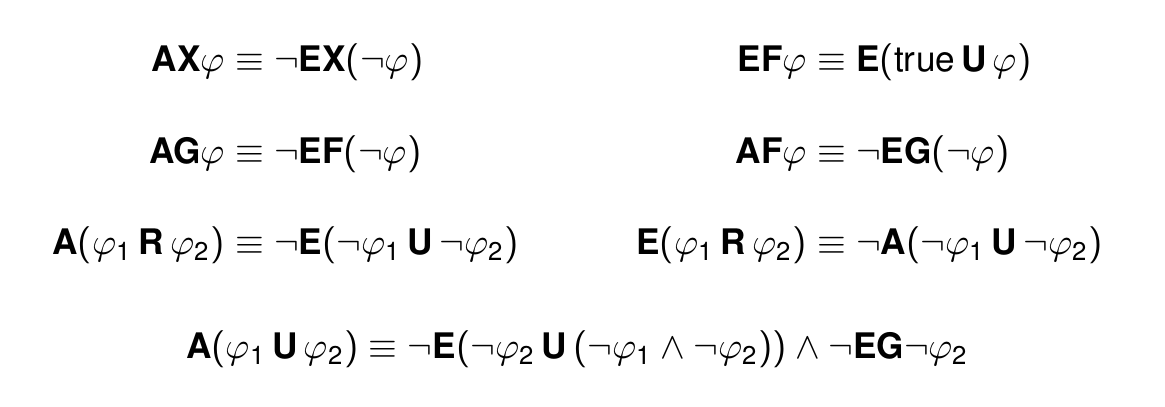 AXφ ≡ ¬EX(¬φ) EFφ ≡ E(true U φ)
AGφ ≡ ¬EF(¬φ) AFφ ≡ ¬EG(¬φ)
A(φ₁ R φ₂) ≡ ¬E(¬φ₁ U ¬φ₂) E(φ₁ R φ₂) ≡ ¬A(¬φ₁ U ¬φ₂)
A(φ₁ U φ₂) ≡ ¬E(¬φ₂ U (¬φ₁ ∧ ¬φ₂)) ∧ ¬EG¬φ₂